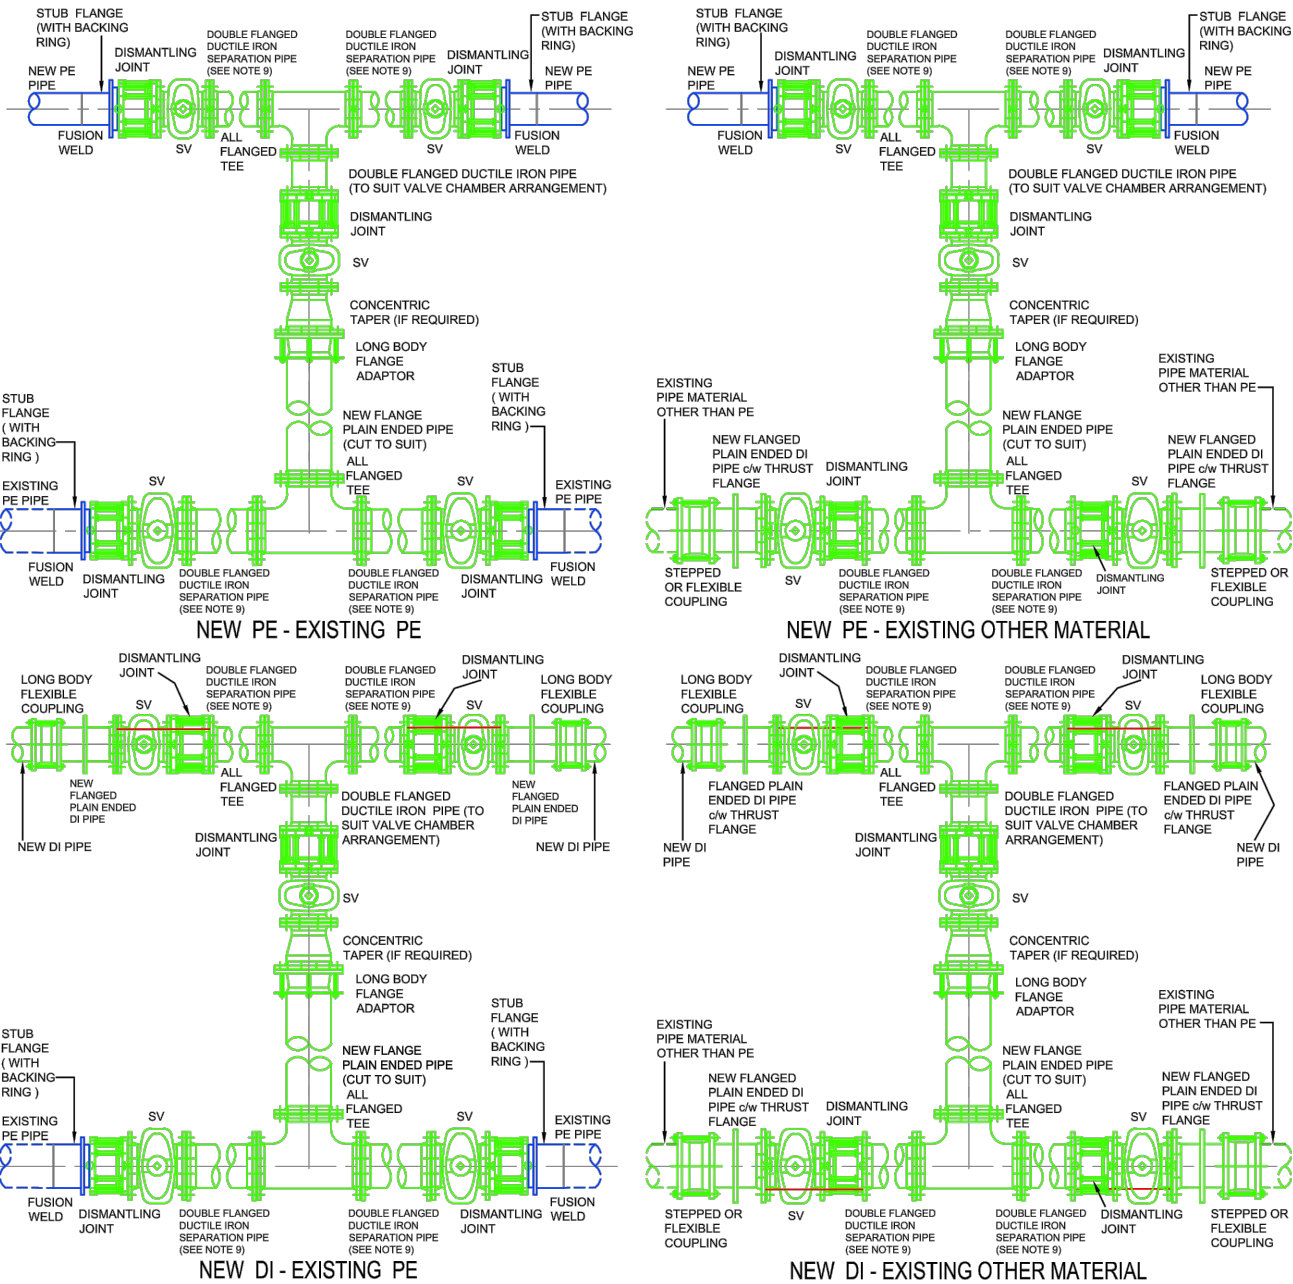 STUB FLANGE
(WITH BACKING
RING)
DISMANTLING
JOINT
NEW PE
PIPE
DOUBLE FLANGED
DUCTILE IRON
SEPARATION PIPE
(SEE NOTE 9)
DOUBLE FLANGED
DUCTILE IRON
SEPARATION PIPE
(SEE NOTE 9)
DISMANTLING
JOINT
STUB FLANGE
(WITH BACKING
RING)
NEW PE
PIPE
FUSION
WELD
SV
ALL
FLANGED
TEE
SV
FUSION
WELD
DOUBLE FLANGED DUCTILE IRON PIPE
(TO SUIT VALVE CHAMBER ARRANGEMENT)
DISMANTLING
JOINT
SV
CONCENTRIC
TAPER (IF REQUIRED)
LONG BODY
FLANGE
ADAPTOR
STUB
FLANGE
( WITH
BACKING
RING )
STUB
FLANGE
( WITH
BACKING
RING )
NEW FLANGE
PLAIN ENDED PIPE
(CUT TO SUIT)
ALL
FLANGED
TEE
EXISTING
PE PIPE
SV
SV
EXISTING
PE PIPE
FUSION
WELD
DISMANTLING
JOINT
DOUBLE FLANGED
DUCTILE IRON
SEPARATION PIPE
(SEE NOTE 9)
DOUBLE FLANGED
DUCTILE IRON
SEPARATION PIPE
(SEE NOTE 9)
DISMANTLING
JOINT
FUSION
WELD
NEW PE - EXISTING PE
STUB FLANGE
(WITH BACKING
RING)
DISMANTLING
JOINT
NEW PE
PIPE
DOUBLE FLANGED
DUCTILE IRON
SEPARATION PIPE
(SEE NOTE 9)
DOUBLE FLANGED
DUCTILE IRON
SEPARATION PIPE
(SEE NOTE 9)
DISMANTLING
JOINT
STUB FLANGE
(WITH BACKING
RING)
NEW PE
PIPE
FUSION
WELD
SV
ALL
FLANGED
TEE
SV
FUSION
WELD
DOUBLE FLANGED DUCTILE IRON PIPE
(TO SUIT VALVE CHAMBER ARRANGEMENT)
DISMANTLING
JOINT
SV
CONCENTRIC
TAPER (IF REQUIRED)
LONG BODY
FLANGE
ADAPTOR
EXISTING
PIPE MATERIAL
OTHER THAN PE
EXISTING
PIPE MATERIAL
OTHER THAN PE
NEW FLANGED
PLAIN ENDED DI
PIPE c/w THRUST
FLANGE
DISMANTLING
JOINT
NEW FLANGE
PLAIN ENDED PIPE
(CUT TO SUIT)
ALL
FLANGED
TEE
NEW FLANGED
PLAIN ENDED DI
PIPE c/w THRUST
FLANGE
SV
STEPPED
OR FLEXIBLE
COUPLING
SV
DOUBLE FLANGED
DUCTILE IRON
SEPARATION PIPE
(SEE NOTE 9)
DOUBLE FLANGED
DUCTILE IRON
SEPARATION PIPE
(SEE NOTE 9)
DISMANTLING
JOINT
STEPPED OR
FLEXIBLE
COUPLING
NEW PE - EXISTING OTHER MATERIAL
LONG BODY
FLEXIBLE
COUPLING
DISMANTLING
JOINT
SV
DOUBLE FLANGED
DUCTILE IRON
SEPARATION PIPE
(SEE NOTE 9)
DOUBLE FLANGED
DUCTILE IRON
SEPARATION PIPE
(SEE NOTE 9)
DISMANTLING
JOINT
SV
LONG BODY
FLEXIBLE
COUPLING
NEW
FLANGED
PLAIN ENDED
DI PIPE
ALL
FLANGED
TEE
NEW
FLANGED
PLAIN ENDED
DI PIPE
NEW DI PIPE
DISMANTLING
JOINT
DOUBLE FLANGED
DUCTILE IRON PIPE (TO
SUIT VALVE CHAMBER
ARRANGEMENT)
NEW DI PIPE
SV
CONCENTRIC
TAPER (IF REQUIRED)
LONG BODY
FLANGE
ADAPTOR
STUB
FLANGE
( WITH
BACKING
RING )
STUB
FLANGE
( WITH
BACKING
RING )
NEW FLANGE
PLAIN ENDED PIPE
(CUT TO SUIT)
ALL
FLANGED
TEE
EXISTING
PE PIPE
SV
SV
EXISTING
PE PIPE
FUSION
WELD
DISMANTLING
JOINT
DOUBLE FLANGED
DUCTILE IRON
SEPARATION PIPE
(SEE NOTE 9)
DOUBLE FLANGED
DUCTILE IRON
SEPARATION PIPE
(SEE NOTE 9)
DISMANTLING
JOINT
FUSION
WELD
NEW DI - EXISTING PE
LONG BODY
FLEXIBLE
COUPLING
DISMANTLING
JOINT
SV
DOUBLE FLANGED
DUCTILE IRON
SEPARATION PIPE
(SEE NOTE 9)
DOUBLE FLANGED
DUCTILE IRON
SEPARATION PIPE
(SEE NOTE 9)
DISMANTLING
JOINT
SV
LONG BODY
FLEXIBLE
COUPLING
FLANGED PLAIN
ENDED DI PIPE
c/w THRUST
FLANGE
ALL
FLANGED
TEE
FLANGED PLAIN
ENDED DI PIPE
c/w THRUST
FLANGE
NEW DI
PIPE
DISMANTLING
JOINT
DOUBLE FLANGED
DUCTILE IRON PIPE (TO
SUIT VALVE CHAMBER
ARRANGEMENT)
NEW DI
PIPE
SV
CONCENTRIC
TAPER (IF REQUIRED)
LONG BODY
FLANGE
ADAPTOR
EXISTING
PIPE MATERIAL
OTHER THAN PE
EXISTING
PIPE MATERIAL
OTHER THAN PE
NEW FLANGED
PLAIN ENDED DI
PIPE c/w THRUST
FLANGE
DISMANTLING
JOINT
NEW FLANGE
PLAIN ENDED PIPE
(CUT TO SUIT)
ALL
FLANGED
TEE
NEW FLANGED
PLAIN ENDED DI
PIPE c/w THRUST
FLANGE
SV
STEPPED OR
FLEXIBLE
COUPLING
SV
DOUBLE FLANGED
DUCTILE IRON
SEPARATION PIPE
(SEE NOTE 9)
DOUBLE FLANGED
DUCTILE IRON
SEPARATION PIPE
(SEE NOTE 9)
DISMANTLING
JOINT
STEPPED OR
FLEXIBLE
COUPLING
NEW DI - EXISTING OTHER MATERIAL